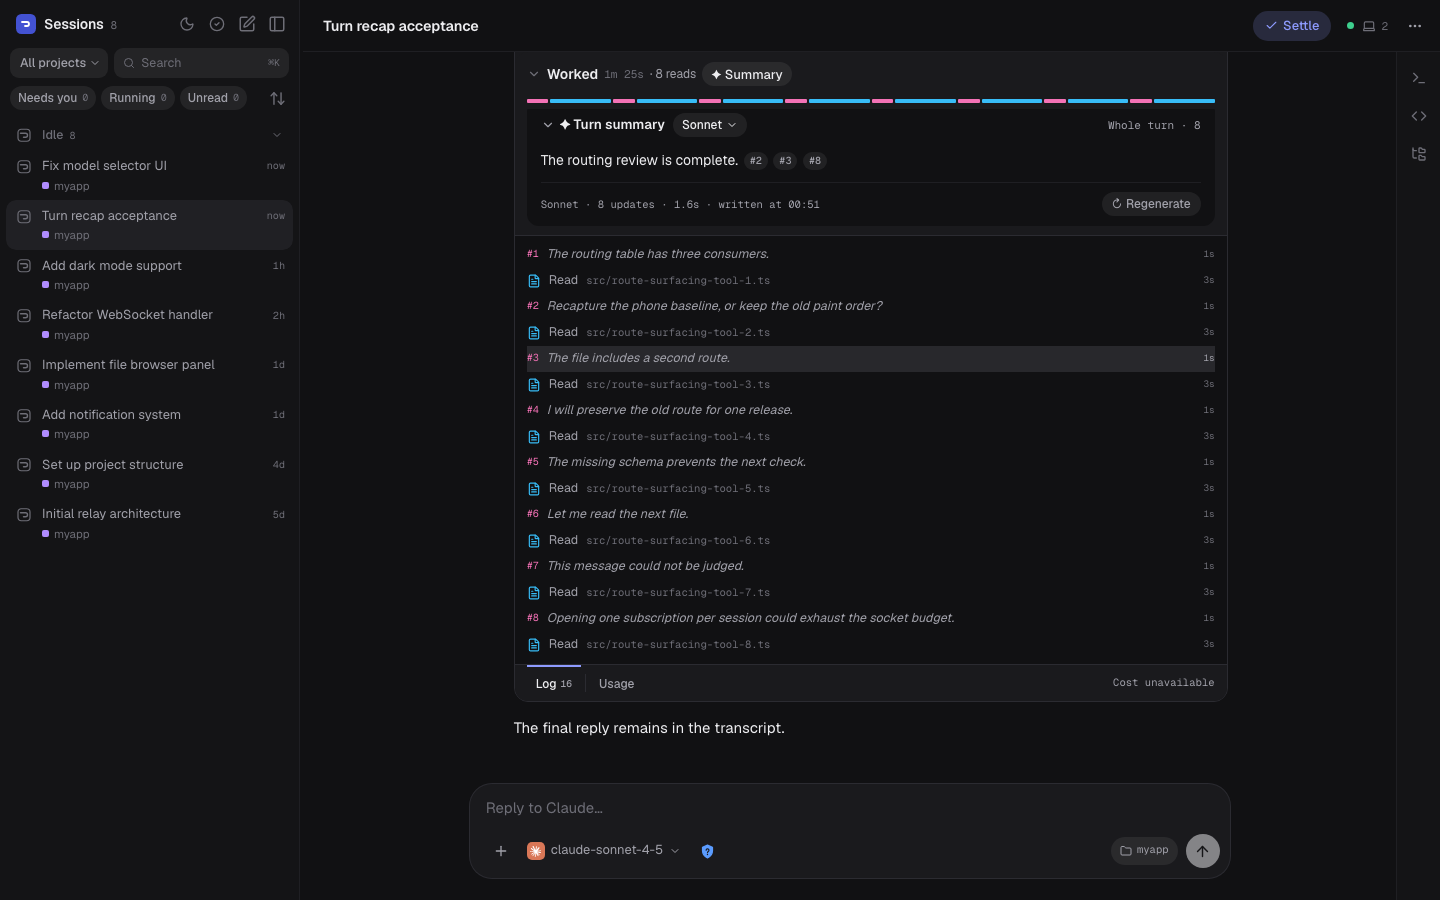 Sessions 8
All projects
Search ⌘K
Needs you 0
Running 0
Unread 0
Idle 8
Fix model selector UI now
myapp
Turn recap acceptance now
myapp
Add dark mode support 1h
myapp
Refactor WebSocket handler 2h
myapp
Implement file browser panel 1d
myapp
Add notification system 1d
myapp
Set up project structure 4d
myapp
Initial relay architecture 5d
myapp
Turn recap acceptance
Settle
2
Worked 1m 25s · 8 reads Summary
Turn summary Sonnet Whole turn · 8
The routing review is complete. #2 #3 #8
Sonnet · 8 updates · 1.6s · written at 00:51 Regenerate
#1 The routing table has three consumers. 1s
Read src/route-surfacing-tool-1.ts 3s
#2 Recapture the phone baseline, or keep the old paint order? 1s
Read src/route-surfacing-tool-2.ts 3s
#3 The file includes a second route. 1s
Read src/route-surfacing-tool-3.ts 3s
#4 I will preserve the old route for one release. 1s
Read src/route-surfacing-tool-4.ts 3s
#5 The missing schema prevents the next check. 1s
Read src/route-surfacing-tool-5.ts 3s
#6 Let me read the next file. 1s
Read src/route-surfacing-tool-6.ts 3s
#7 This message could not be judged. 1s
Read src/route-surfacing-tool-7.ts 3s
#8 Opening one subscription per session could exhaust the socket budget. 1s
Read src/route-surfacing-tool-8.ts 3s
Log 16 Usage Cost unavailable
The final reply remains in the transcript.
Reply to Claude…
claude-sonnet-4-5 myapp